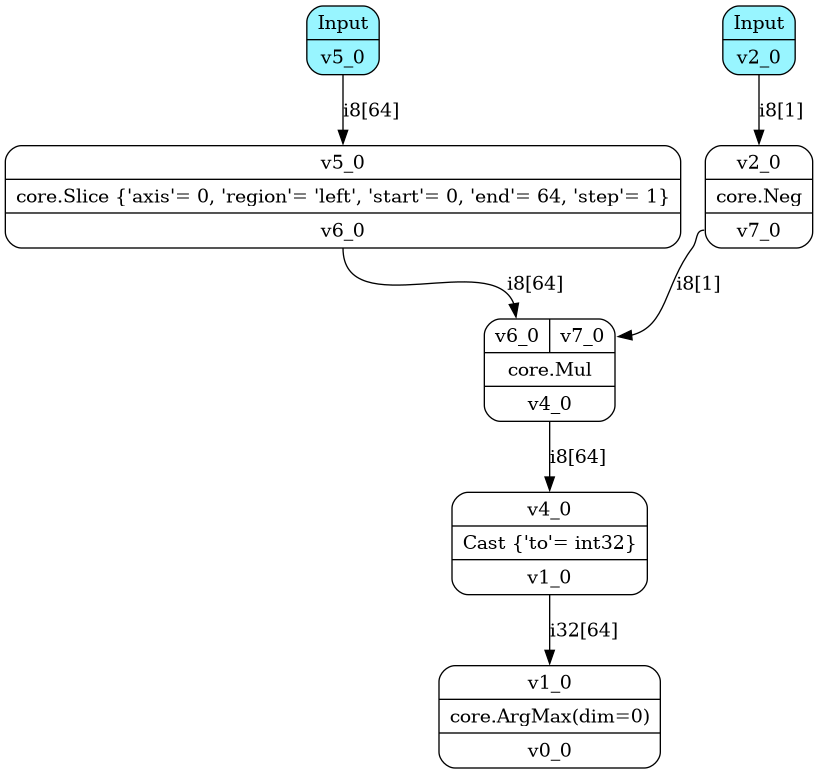 Input
v5_0
Input
v2_0
i8[64]
i8[1]
v5_0
core.Slice {'axis'= 0, 'region'= 'left', 'start'= 0, 'end'= 64, 'step'= 1}
v6_0
v2_0
core.Neg
v7_0
i8[64]
i8[1]
v6_0 v7_0
core.Mul
v4_0
i8[64]
v4_0
Cast {'to'= int32}
v1_0
i32[64]
v1_0
core.ArgMax(dim=0)
v0_0